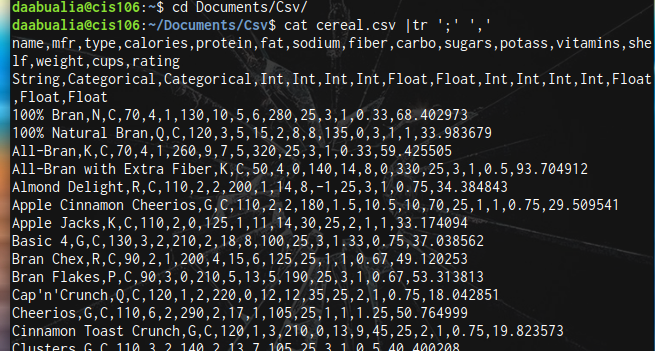 daabualia@cis106:~$ cd Documents/Csv/
daabualia@cis106:~/Documents/Csv$ cat cereal.csv |tr ';' ','
name,mfr,type,calories,protein,fat,sodium,fiber,carbo,sugars,potass,vitamins,she
lf,weight,cups,rating
String,Categorical,Categorical,Int,Int,Int,Int,Float,Float,Int,Int,Int,Int,Float
,Float,Float
100% Bran,N,C,70,4,1,130,10,5,6,280,25,3,1,0.33,68.402973
100% Natural Bran,Q,C,120,3,5,15,2,8,8,135,0,3,1,1,33.983679
All-Bran,K,C,70,4,1,260,9,7,5,320,25,3,1,0.33,59.425505
All-Bran with Extra Fiber,K,C,50,4,0,140,14,8,0,330,25,3,1,0.5,93.704912
Almond Delight,R,C,110,2,2,200,1,14,8,-1,25,3,1,0.75,34.384843
Apple Cinnamon Cheerios,G,C,110,2,2,180,1.5,10.5,10,70,25,1,1,0.75,29.509541
Apple Jacks,K,C,110,2,0,125,1,11,14,30,25,2,1,1,33.174094
Basic 4,G,C,130,3,2,210,2,18,8,100,25,3,1.33,0.75,37.038562
Bran Chex,R,C,90,2,1,200,4,15,6,125,25,1,1,0.67,49.120253
Bran Flakes,P,C,90,3,0,210,5,13,5,190,25,3,1,0.67,53.313813
Cap'n'Crunch,Q,C,120,1,2,220,0,12,12,35,25,2,1,0.75,18.042851
Cheerios,G,C,110,6,2,290,2,17,1,105,25,1,1,1.25,50.764999
Cinnamon Toast Crunch,G,C,120,1,3,210,0,13,9,45,25,2,1,0.75,19.823573
Clusters,G,C,110,3,2,140,2,13,7,105,25,3,1,0.5,40.400208